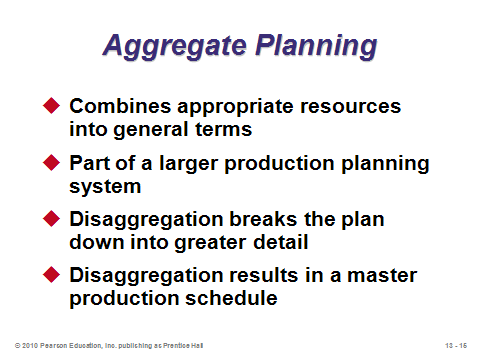 Aggregate Planning
Combines appropriate resources
into general terms
Part of a larger production planning
system
Disaggregation breaks the plan
down into greater detail
Disaggregation results in a master
production schedule
© 2010 Pearson Education, Inc. publishing as Prentice Hall
13 - 15